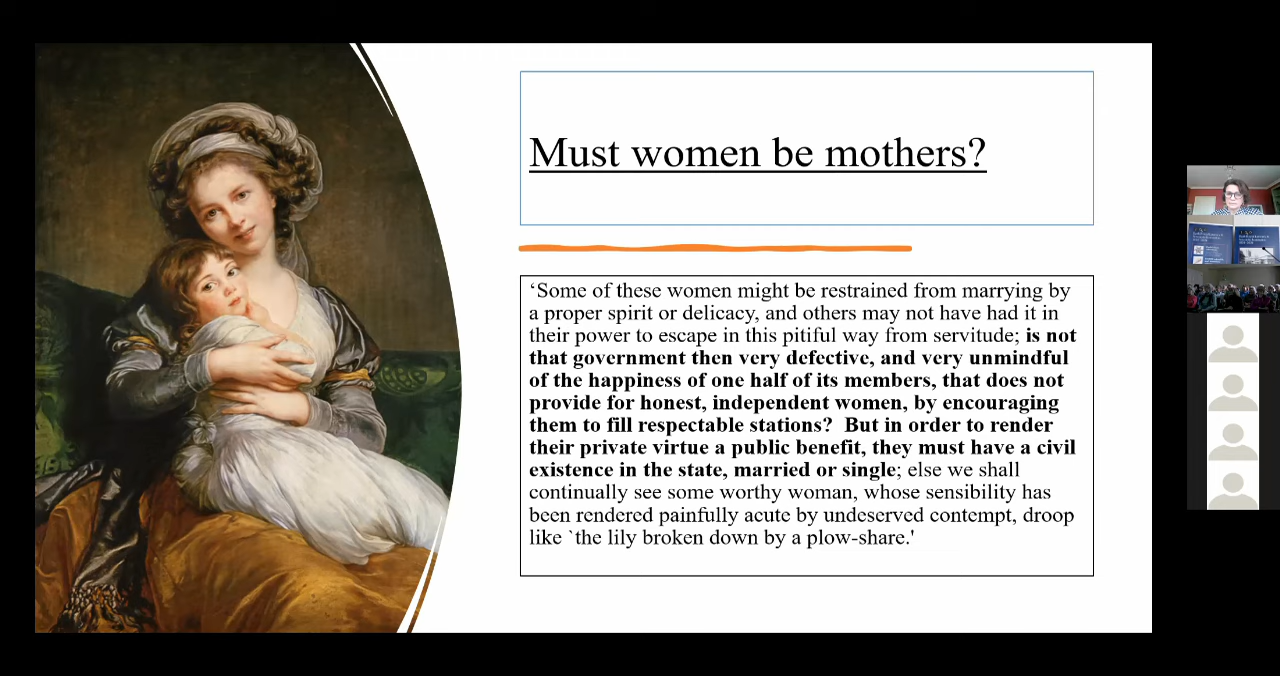 Must women be mothers?
‘Some of these women might be restrained from marrying by
a proper spirit or delicacy, and others may not have had it in
their power to escape in this pitiful way from servitude; is not
that government then very defective, and very unmindful
of the happiness of one half of its members, that does not
provide for honest, independent women, by encouraging
them to fill respectable stations?  But in order to render
their private virtue a public benefit, they must have a civil
existence in the state, married or single; else we shall
continually see some worthy woman, whose sensibility has
been rendered painfully acute by undeserved contempt, droop
like `the lily broken down by a plow-share.'